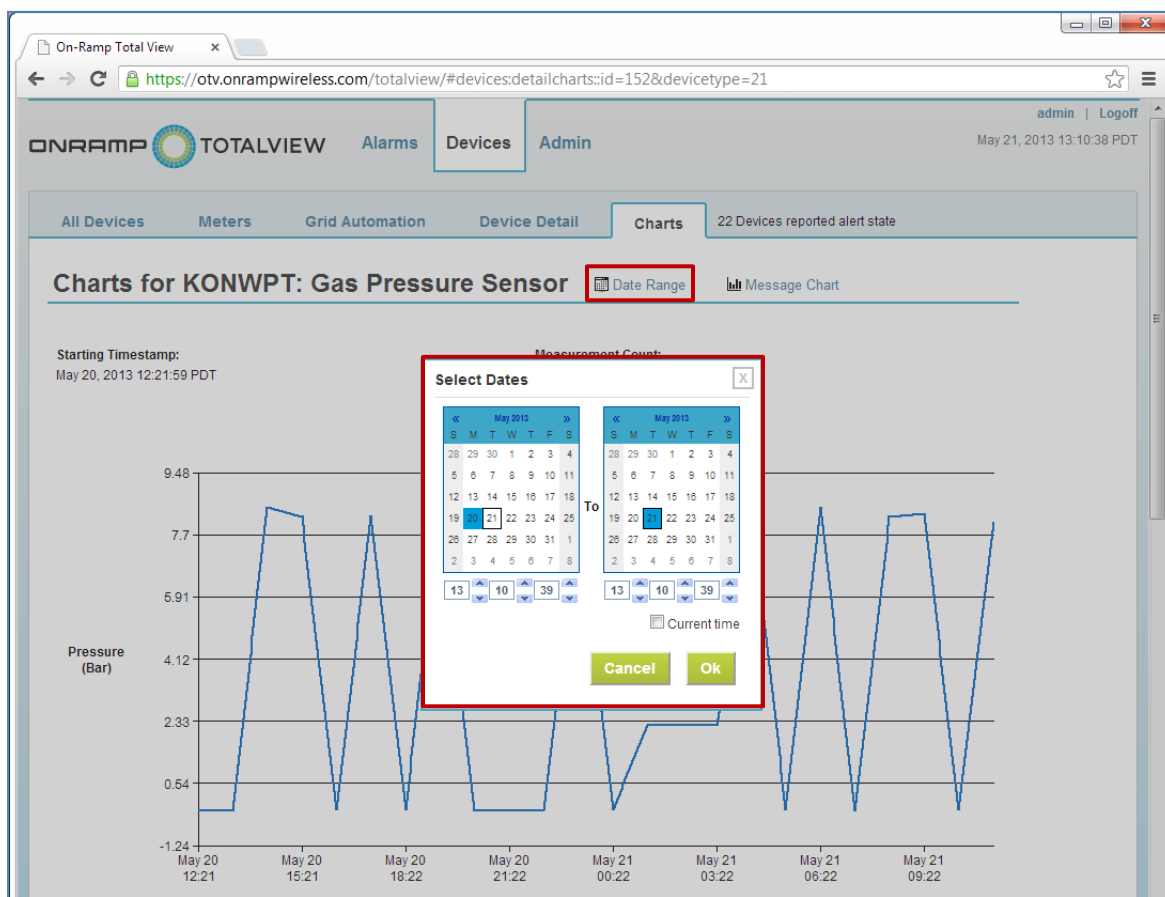 On-Ramp Total View
https://otv.onrampwireless.com/totalview/#devices:detailcharts::id=152&devicetype=21
admin | Logoff
ONRAMP TOTALVIEW Alarms Devices Admin May 21, 2013 13:10:38 PDT
All Devices Meters Grid Automation Device Detail Charts 22 Devices reported alert state
Charts for KONWPT: Gas Pressure Sensor Date Range Message Chart
Starting Timestamp: Measurement Count:
May 20, 2013 12:21:59 PDT
Select Dates X
« May 2013 » « May 2013 »
S M T W T F S S M T W T F S
28 29 30 1 2 3 4 28 29 30 1 2 3 4
5 6 7 8 9 10 11 5 6 7 8 9 10 11
12 13 14 15 16 17 18 12 13 14 15 16 17 18
To
19 20 21 22 23 24 25 19 20 21 22 23 24 25
26 27 28 29 30 31 1 26 27 28 29 30 31 1
2 3 4 5 6 7 8 2 3 4 5 6 7 8
13 10 39 13 10 39
Current time
Cancel Ok
Pressure
(Bar)
9.48
7.7
5.91
4.12
2.33
0.54
-1.24
May 20 May 20 May 20 May 20 May 21 May 21 May 21 May 21
12:21 15:21 18:22 21:22 00:22 03:22 06:22 09:22